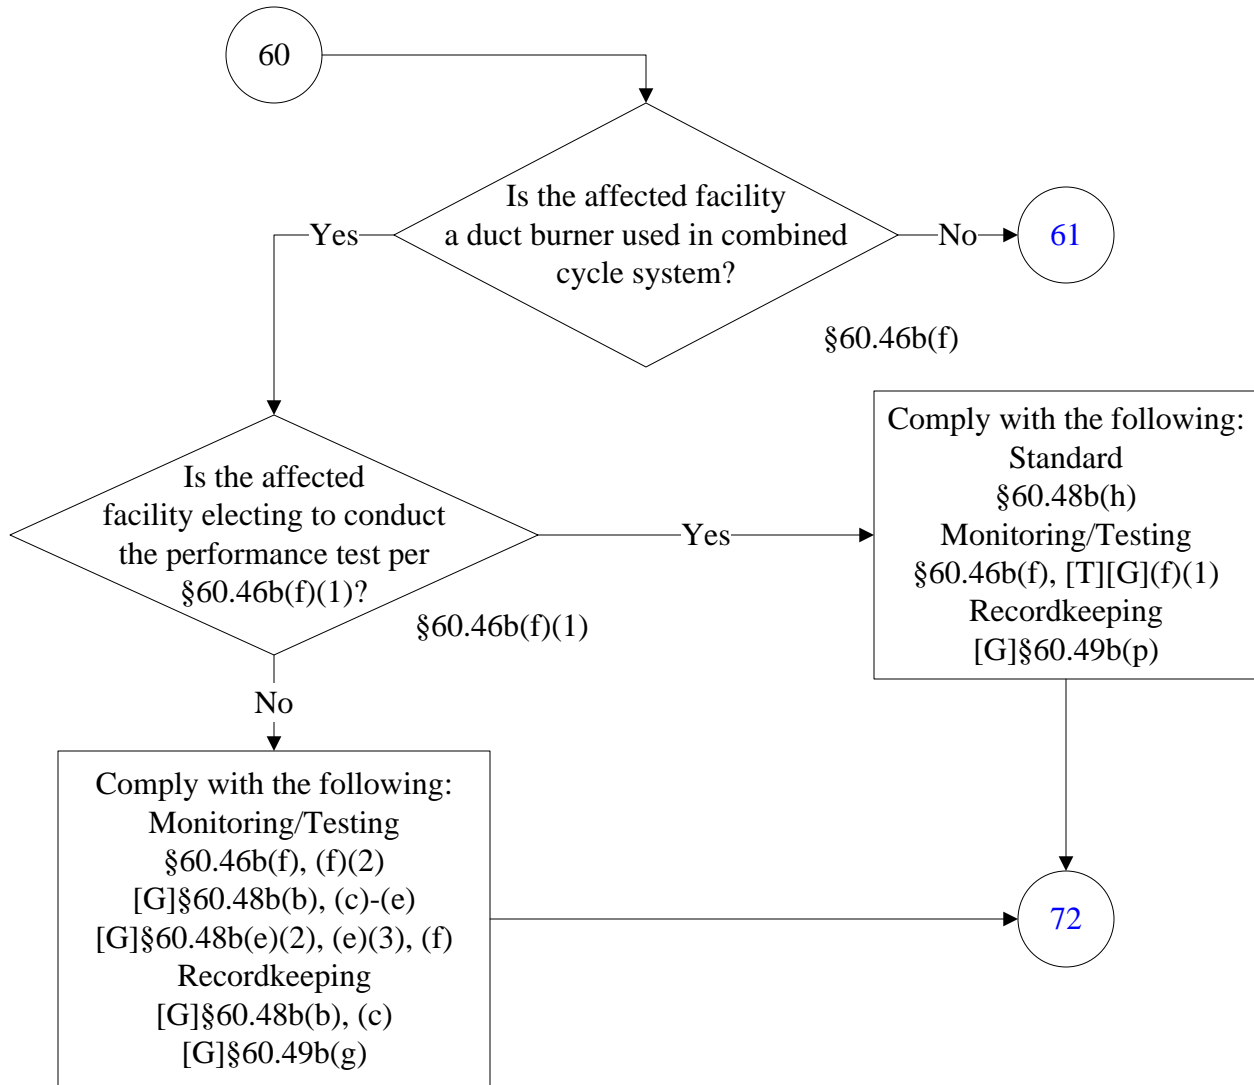 60
Is the affected facility
a duct burner used in combined
cycle system?
Yes
No
61
§60.46b(f)
Is the affected
facility electing to conduct
the performance test per
§60.46b(f)(1)?
Yes
§60.46b(f)(1)
No
Comply with the following:
Standard
§60.48b(h)
Monitoring/Testing
§60.46b(f), [T][G](f)(1)
Recordkeeping
[G]§60.49b(p)
Comply with the following:
Monitoring/Testing
§60.46b(f), (f)(2)
[G]§60.48b(b), (c)-(e)
[G]§60.48b(e)(2), (e)(3), (f)
Recordkeeping
[G]§60.48b(b), (c)
[G]§60.49b(g)
72